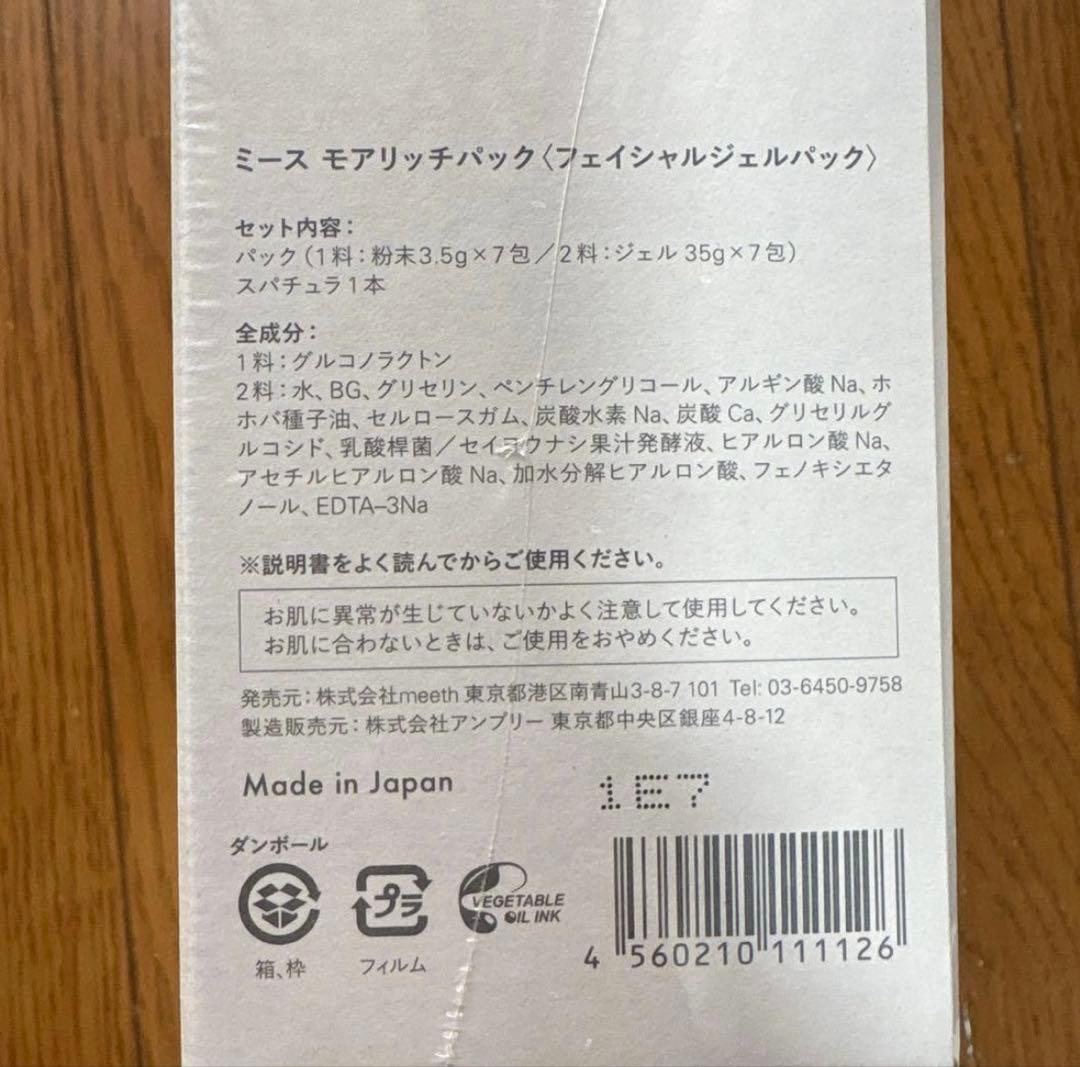 ミース モアリッチパック〈フェイシャルジェルパック〉
セット内容：
パック（1料：粉末3.5g×7包／2料：ジェル 35g×7包）
スパチュラ1本
全成分：
1料：グルコノラクトン
2料：水、BG、グリセリン、ペンチレングリコール、アルギン酸Na、ホ
ホバ種子油、セルロースガム、炭酸水素Na、炭酸Ca、グリセリルグ
ルコシド、乳酸桿菌／セイヨウナシ果汁発酵液、ヒアルロン酸Na、
アセチルヒアルロン酸Na、加水分解ヒアルロン酸、フェノキシエタ
ノール、EDTA–3Na
※説明書をよく読んでからご使用ください。
お肌に異常が生じていないかよく注意して使用してください。
お肌に合わないときは、ご使用をおやめください。
発売元：株式会社meeth 東京都港区南青山3-8-7 101 Tel: 03-6450-9758
製造販売元：株式会社アンプリー 東京都中央区銀座4-8-12
Made in Japan
1E7
ダンボール
プラ
VEGETABLE
OIL INK
箱、枠
フィルム
4 560210 111126